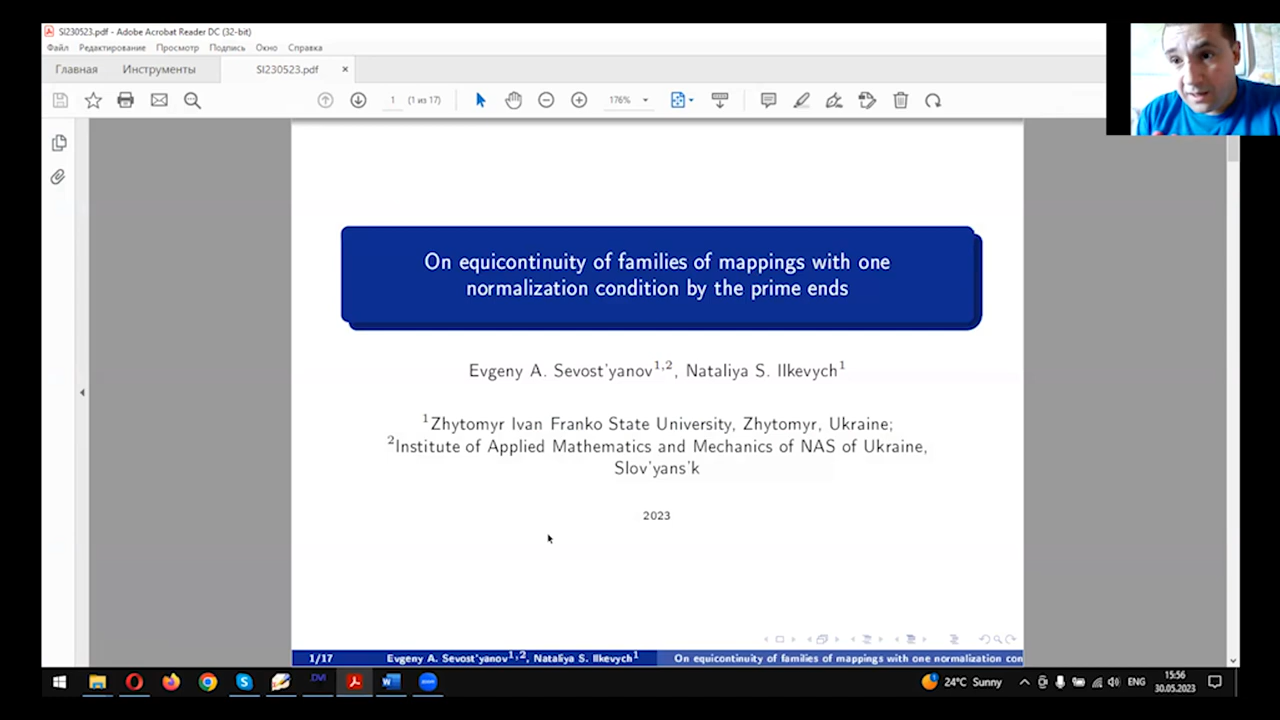 SI230523.pdf - Adobe Acrobat Reader DC (32-bit)
Файл Редактирование Просмотр Подпись Окно Справка
Главная Инструменты SI230523.pdf ×
1 (1 из 17) 176%
On equicontinuity of families of mappings with one
normalization condition by the prime ends
Evgeny A. Sevost'yanov1,2, Nataliya S. Ilkevych1
1Zhytomyr Ivan Franko State University, Zhytomyr, Ukraine;
2Institute of Applied Mathematics and Mechanics of NAS of Ukraine,
Slov'yans'k
2023
1/17 Evgeny A. Sevost'yanov1,2, Nataliya S. Ilkevych1 On equicontinuity of families of mappings with one normalization con
.DVI
24°C Sunny ENG
15:56
30.05.2023